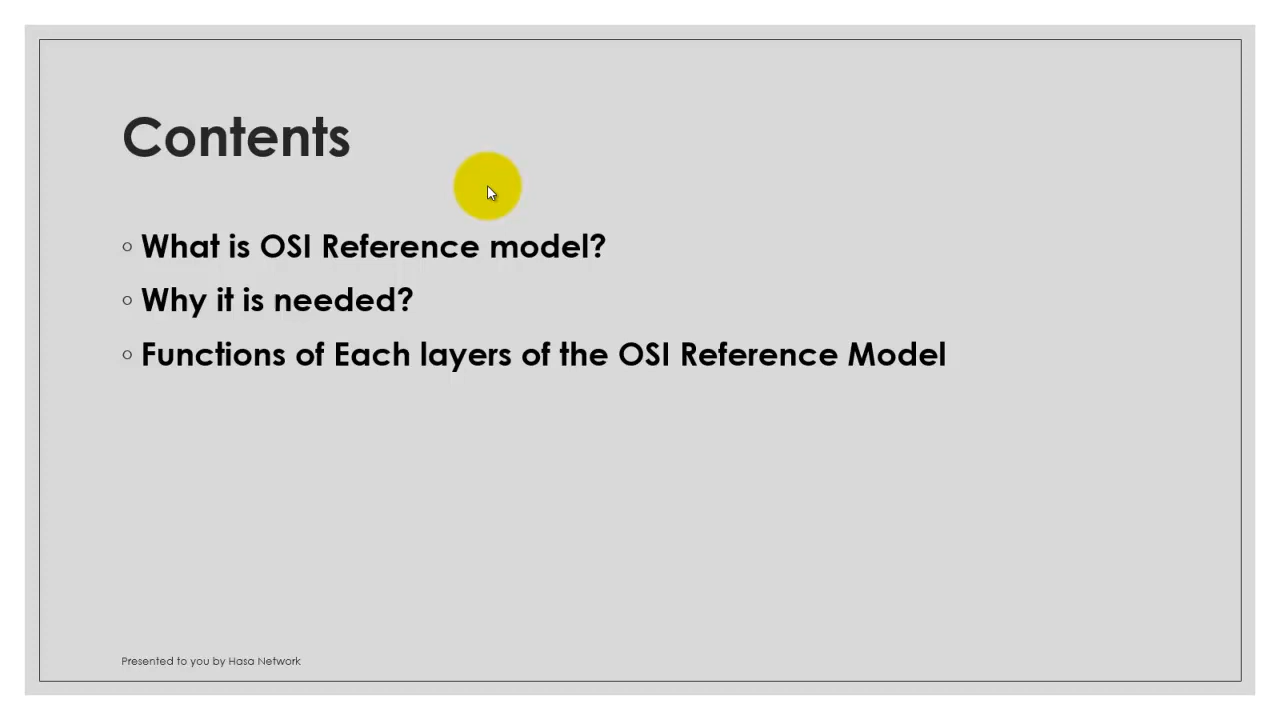 Contents
What is OSI Reference model?
Why it is needed?
Functions of Each layers of the OSI Reference Model
Presented to you by Hasa Network